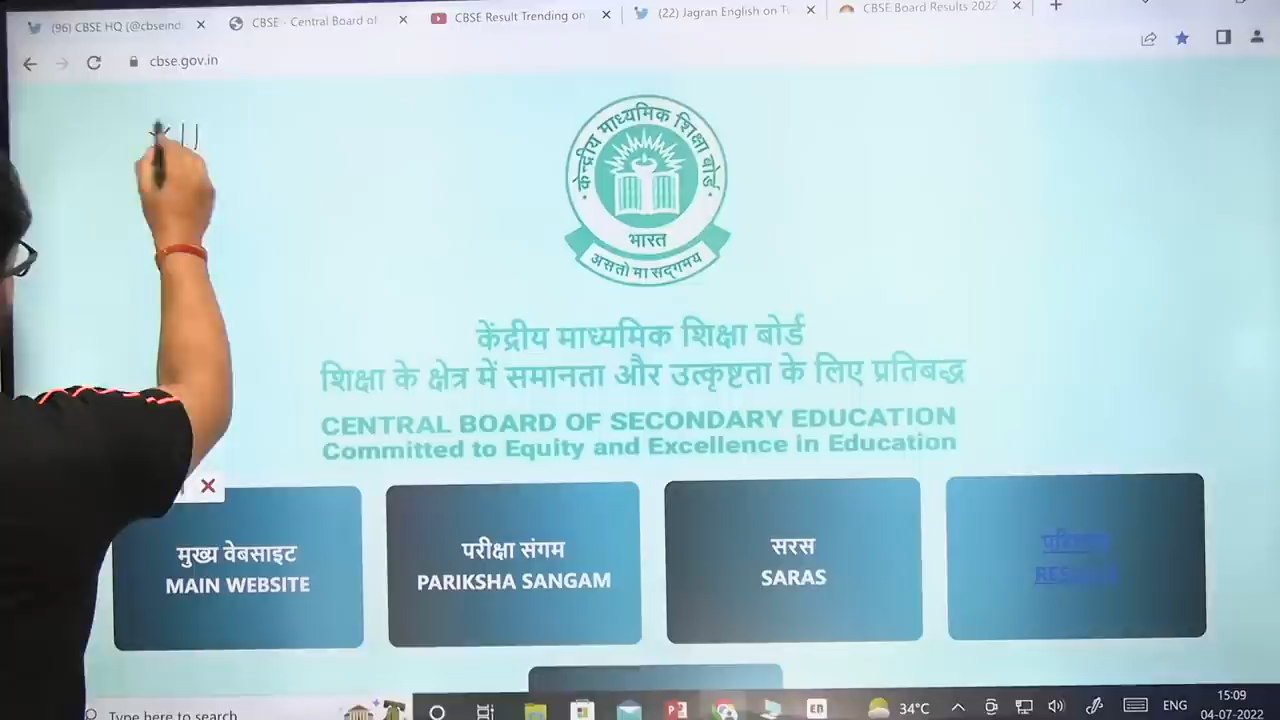 (96) CBSE HQ (@cbseind
CBSE - Central Board of
CBSE Result Trending on
(22) Jagran English on T
CBSE Board Results 2022
cbse.gov.in
केन्द्रीय माध्यमिक शिक्षा बोर्ड
भारत
असतो मा सद्गमय
केंद्रीय माध्यमिक शिक्षा बोर्ड
शिक्षा के क्षेत्र में समानता और उत्कृष्टता के लिए प्रतिबद्ध
CENTRAL BOARD OF SECONDARY EDUCATION
Committed to Equity and Excellence in Education
मुख्य वेबसाइट
MAIN WEBSITE
परीक्षा संगम
PARIKSHA SANGAM
सरस
SARAS
Type here to search
34°C
ENG
15:09
04-07-2022